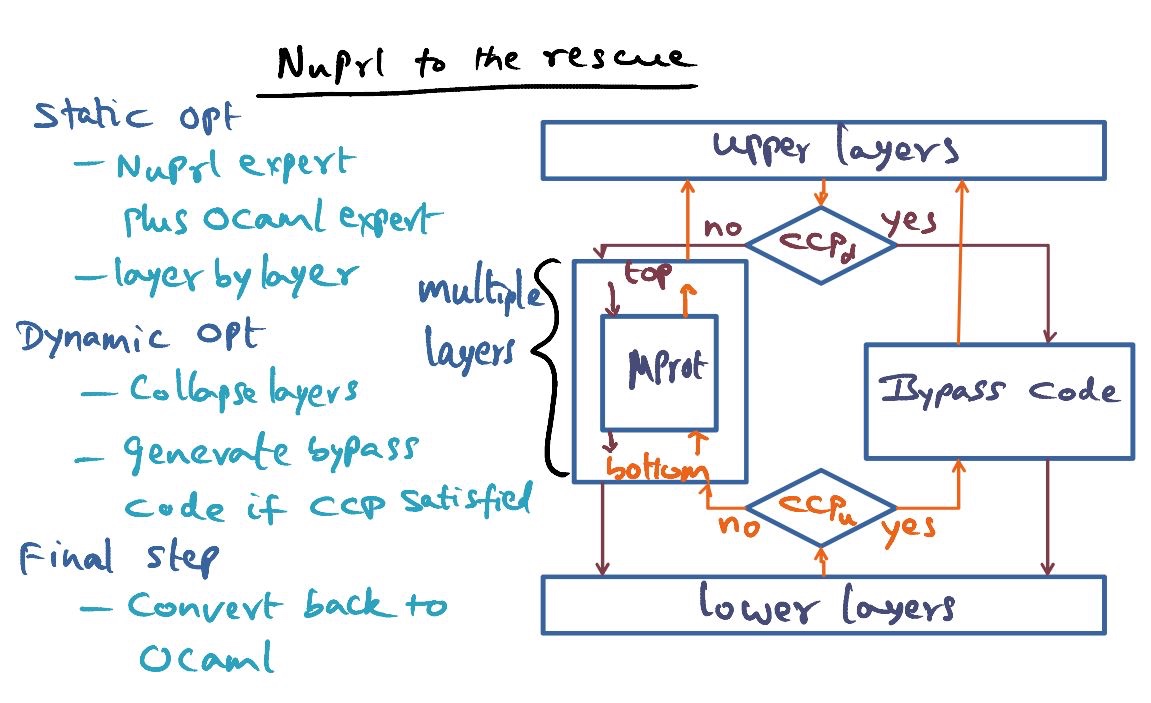 NuPrl to the rescue
Static opt
- NuPrl expert
plus OCaml expert
- layer by layer
Dynamic opt
- Collapse layers
- generate bypass
code if CCP satisfied
Final step
- Convert back to
OCaml
upper layers
no
CCPd
yes
multiple
layers
top
MProt
bottom
Bypass Code
no
CCPu
yes
lower layers